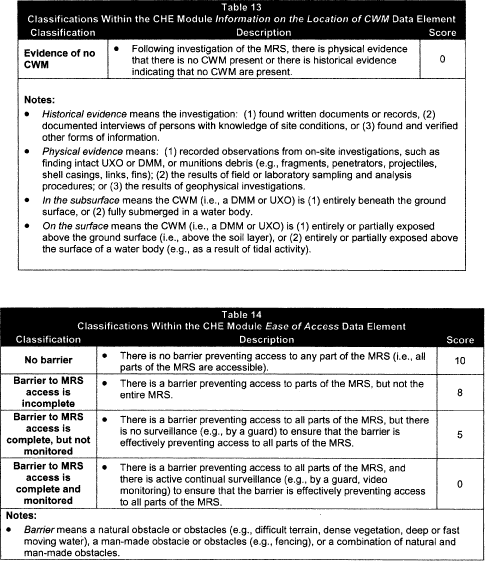 Table 13
Classifications Within the CHE Module Information on the Location of CWM Data Element
Classification Description Score
Evidence of no
CWM
• Following investigation of the MRS, there is physical evidence
that there is no CWM present or there is historical evidence
indicating that no CWM are present.
0
Notes:
• Historical evidence means the investigation: (1) found written documents or records, (2)
documented interviews of persons with knowledge of site conditions, or (3) found and verified
other forms of information.
• Physical evidence means: (1) recorded observations from on-site investigations, such as
finding intact UXO or DMM, or munitions debris (e.g., fragments, penetrators, projectiles,
shell casings, links, fins); (2) the results of field or laboratory sampling and analysis
procedures; or (3) the results of geophysical investigations.
• In the subsurface means the CWM (i.e., a DMM or UXO) is (1) entirely beneath the ground
surface, or (2) fully submerged in a water body.
• On the surface means the CWM (i.e., a DMM or UXO) is (1) entirely or partially exposed
above the ground surface (i.e., above the soil layer), or (2) entirely or partially exposed above
the surface of a water body (e.g., as a result of tidal activity).
Table 14
Classifications Within the CHE Module Ease of Access Data Element
Classification Description Score
No barrier
• There is no barrier preventing access to any part of the MRS (i.e., all
parts of the MRS are accessible).
10
Barrier to MRS
access is
incomplete
• There is a barrier preventing access to parts of the MRS, but not the
entire MRS.
8
Barrier to MRS
access is
complete, but not
monitored
• There is a barrier preventing access to all parts of the MRS, but there
is no surveillance (e.g., by a guard) to ensure that the barrier is
effectively preventing access to all parts of the MRS.
5
Barrier to MRS
access is
complete and
monitored
• There is a barrier preventing access to all parts of the MRS, and
there is active continual surveillance (e.g., by a guard, video
monitoring) to ensure that the barrier is effectively preventing access
to all parts of the MRS.
0
Notes:
• Barrier means a natural obstacle or obstacles (e.g., difficult terrain, dense vegetation, deep or fast
moving water), a man-made obstacle or obstacles (e.g., fencing), or a combination of natural and
man-made obstacles.